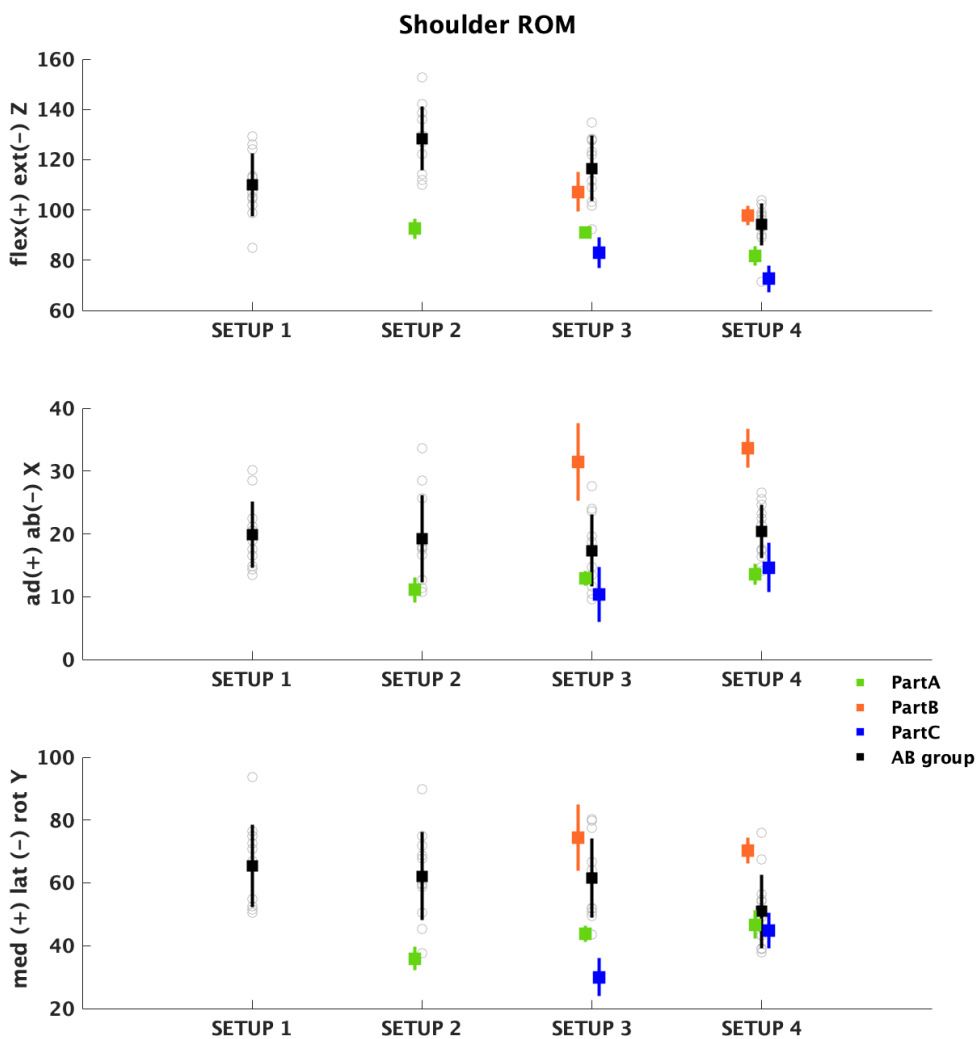 Shoulder ROM
flex(+) ext(-) Z
160
140
120
100
80
60
SETUP 1 SETUP 2 SETUP 3 SETUP 4
ad(+) ab(-) X
40
30
20
10
0
SETUP 1 SETUP 2 SETUP 3 SETUP 4
PartA
PartB
PartC
AB group
med (+) lat (-) rot Y
100
80
60
40
20
SETUP 1 SETUP 2 SETUP 3 SETUP 4